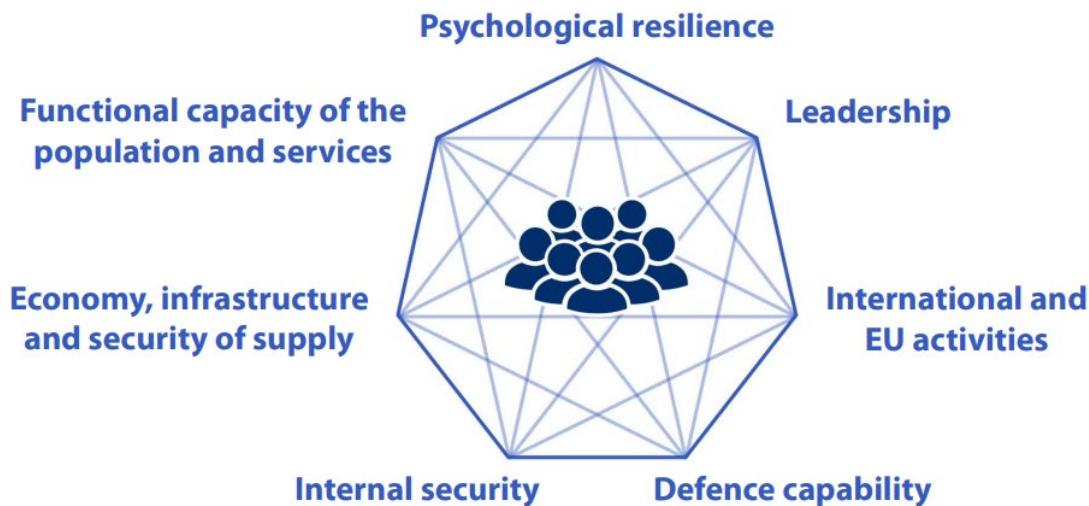 Psychological resilience
Functional capacity of the
population and services
Leadership
Economy, infrastructure
and security of supply
International and
EU activities
Internal security
Defence capability